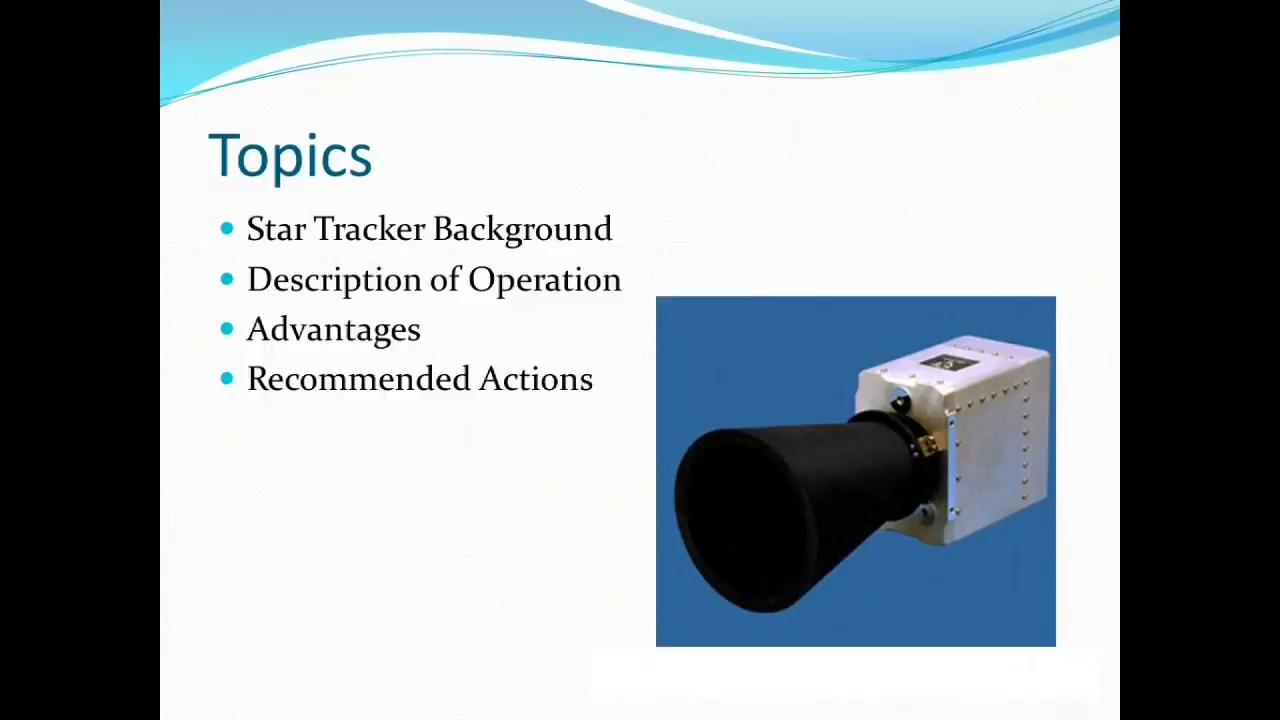 Topics
Star Tracker Background
Description of Operation
Advantages
Recommended Actions